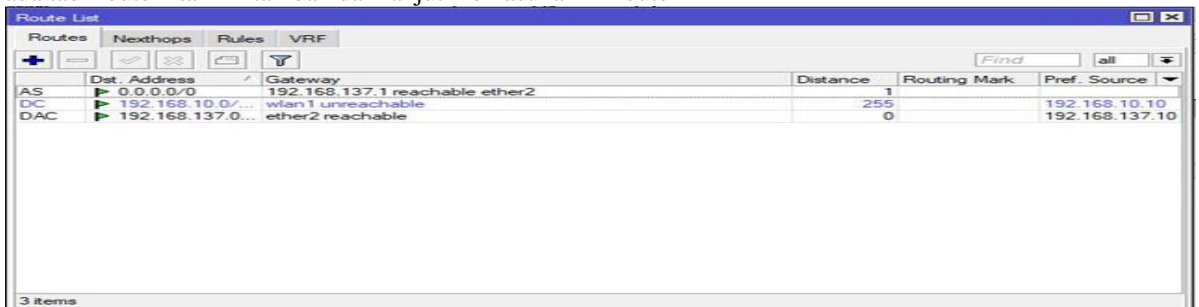 Route List
Routes Nexthops Rules VRF
Find all
Dst. Address Gateway Distance Routing Mark Pref. Source
AS 0.0.0.0/0 192.168.137.1 reachable ether2 1
DC 192.168.10.0/... wlan1 unreachable 255 192.168.10.10
DAC 192.168.137.0... ether2 reachable 0 192.168.137.10
3 items